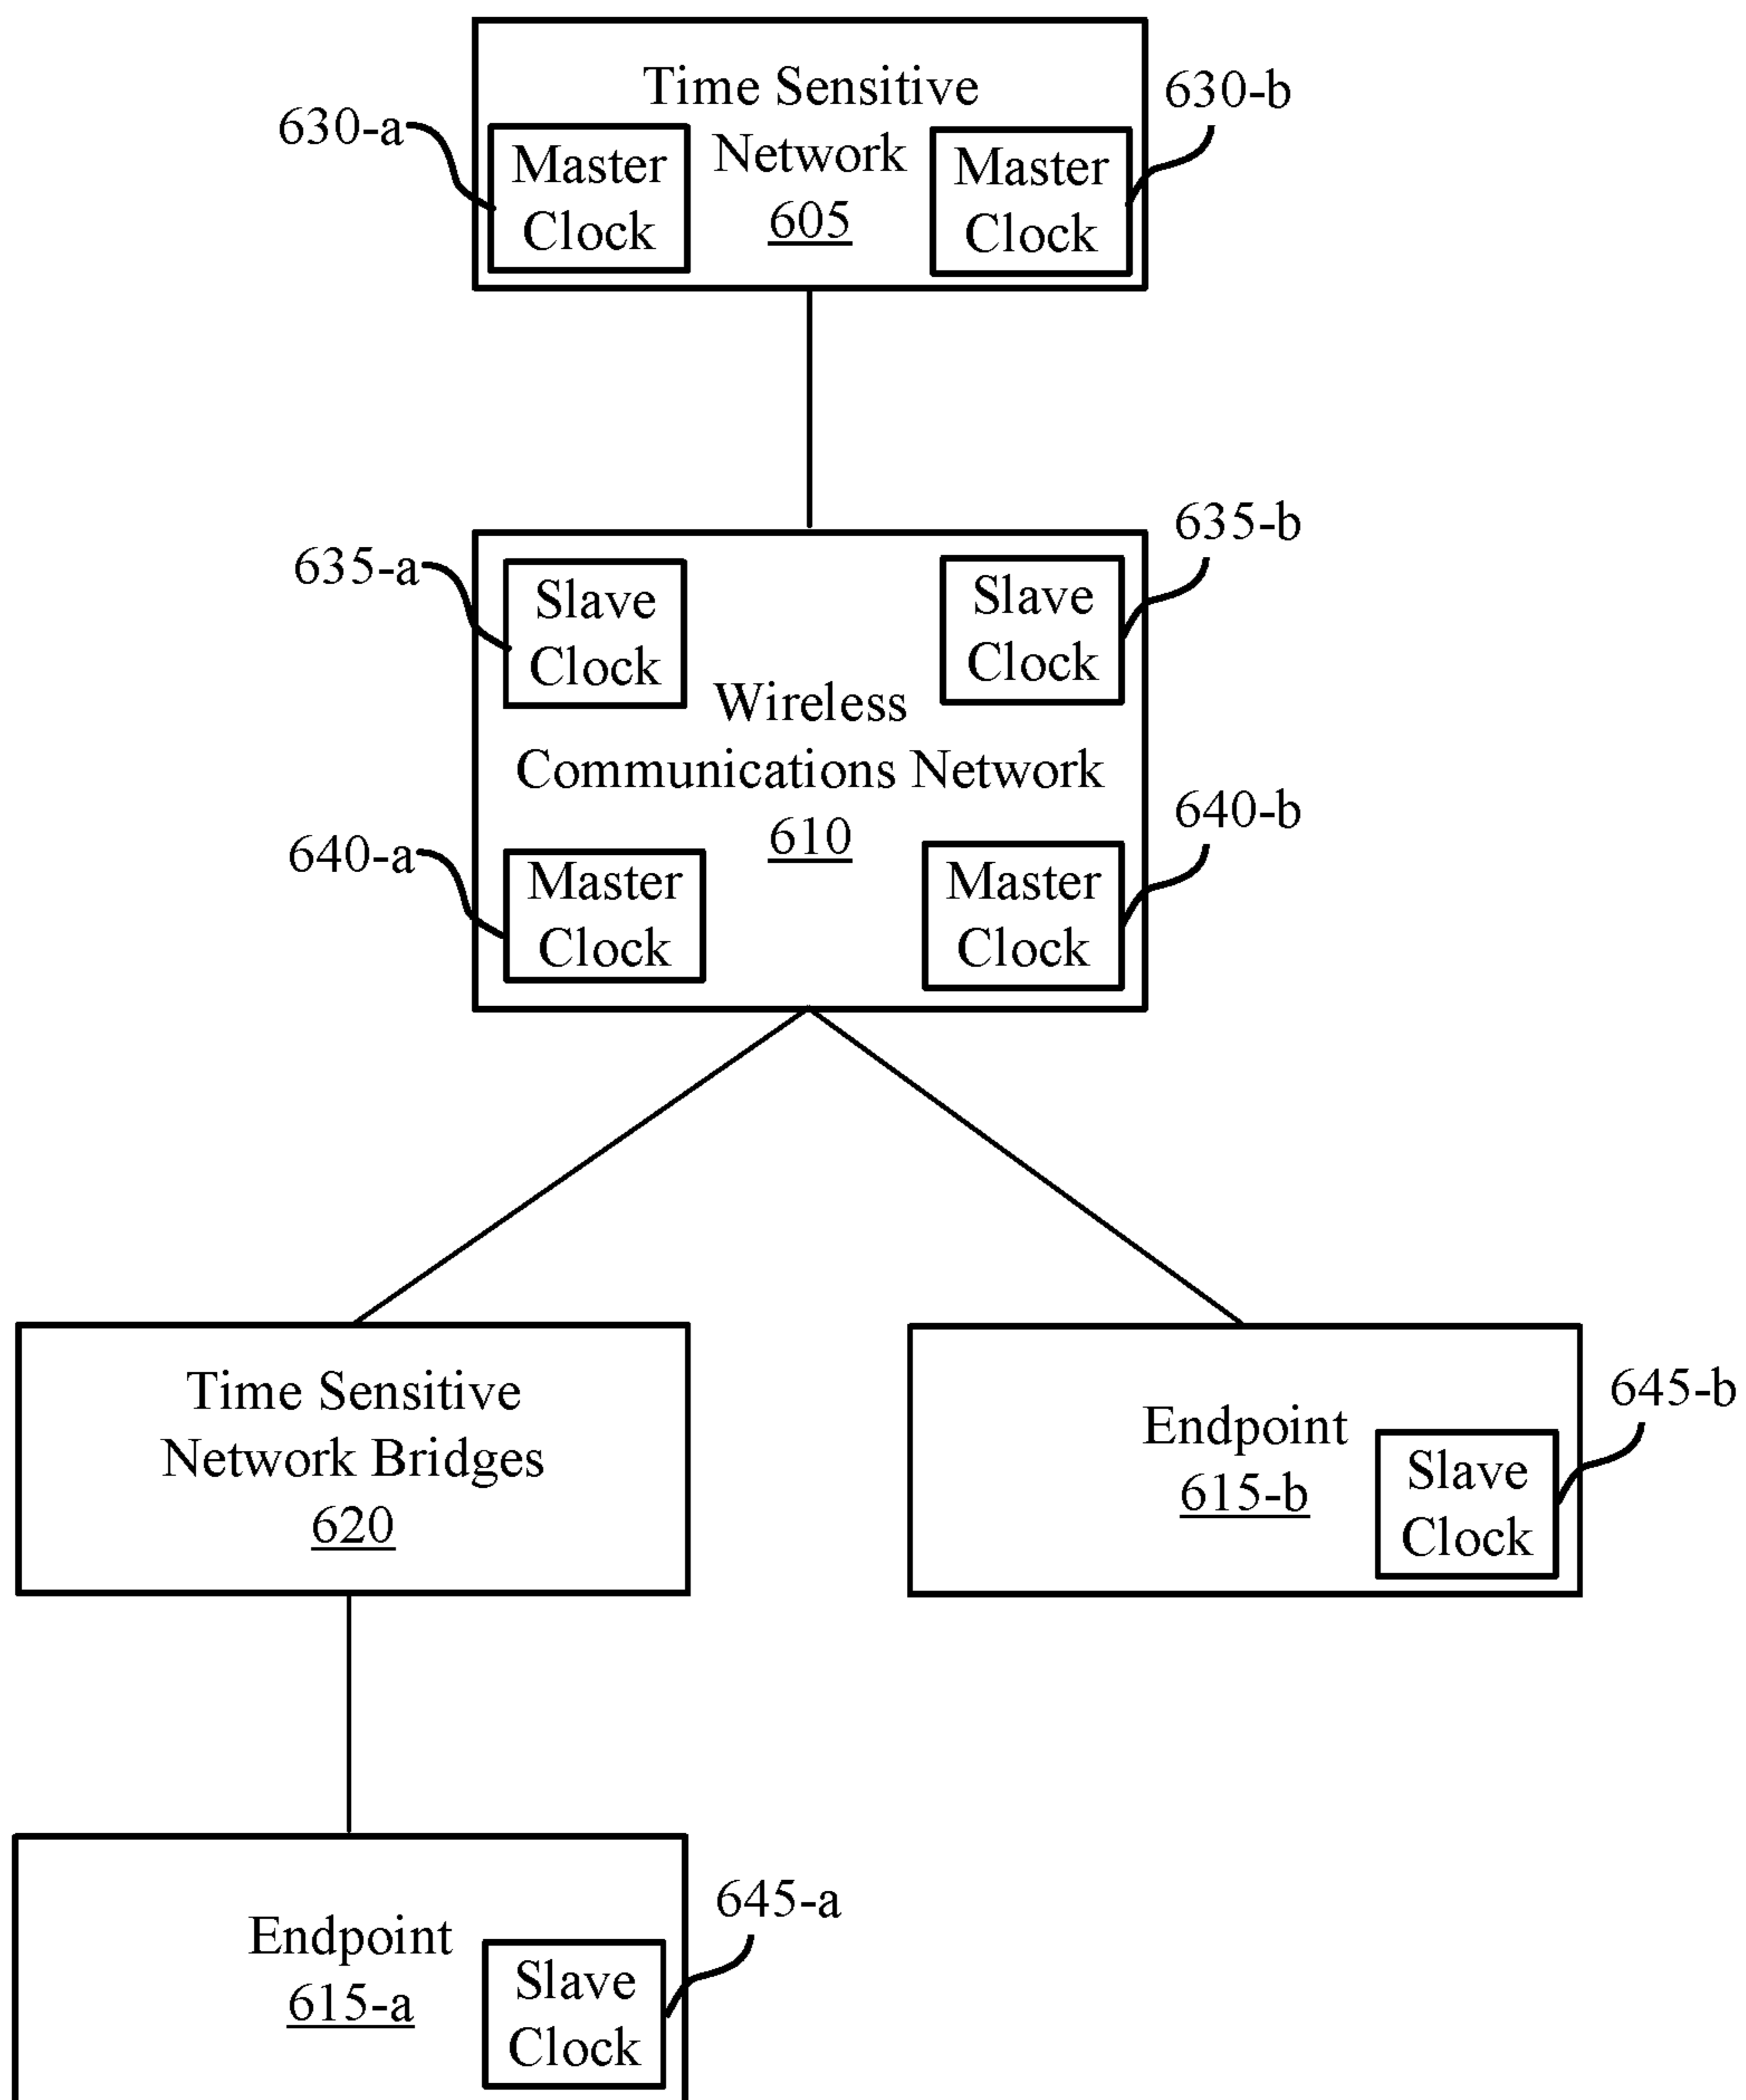 Time Sensitive
Network
605
630-a
Master
Clock
630-b
Master
Clock
635-a
Slave
Clock
635-b
Slave
Clock
Wireless
Communications Network
610
640-a
Master
Clock
640-b
Master
Clock
Time Sensitive
Network Bridges
620
Endpoint
615-b
645-b
Slave
Clock
Endpoint
615-a
645-a
Slave
Clock